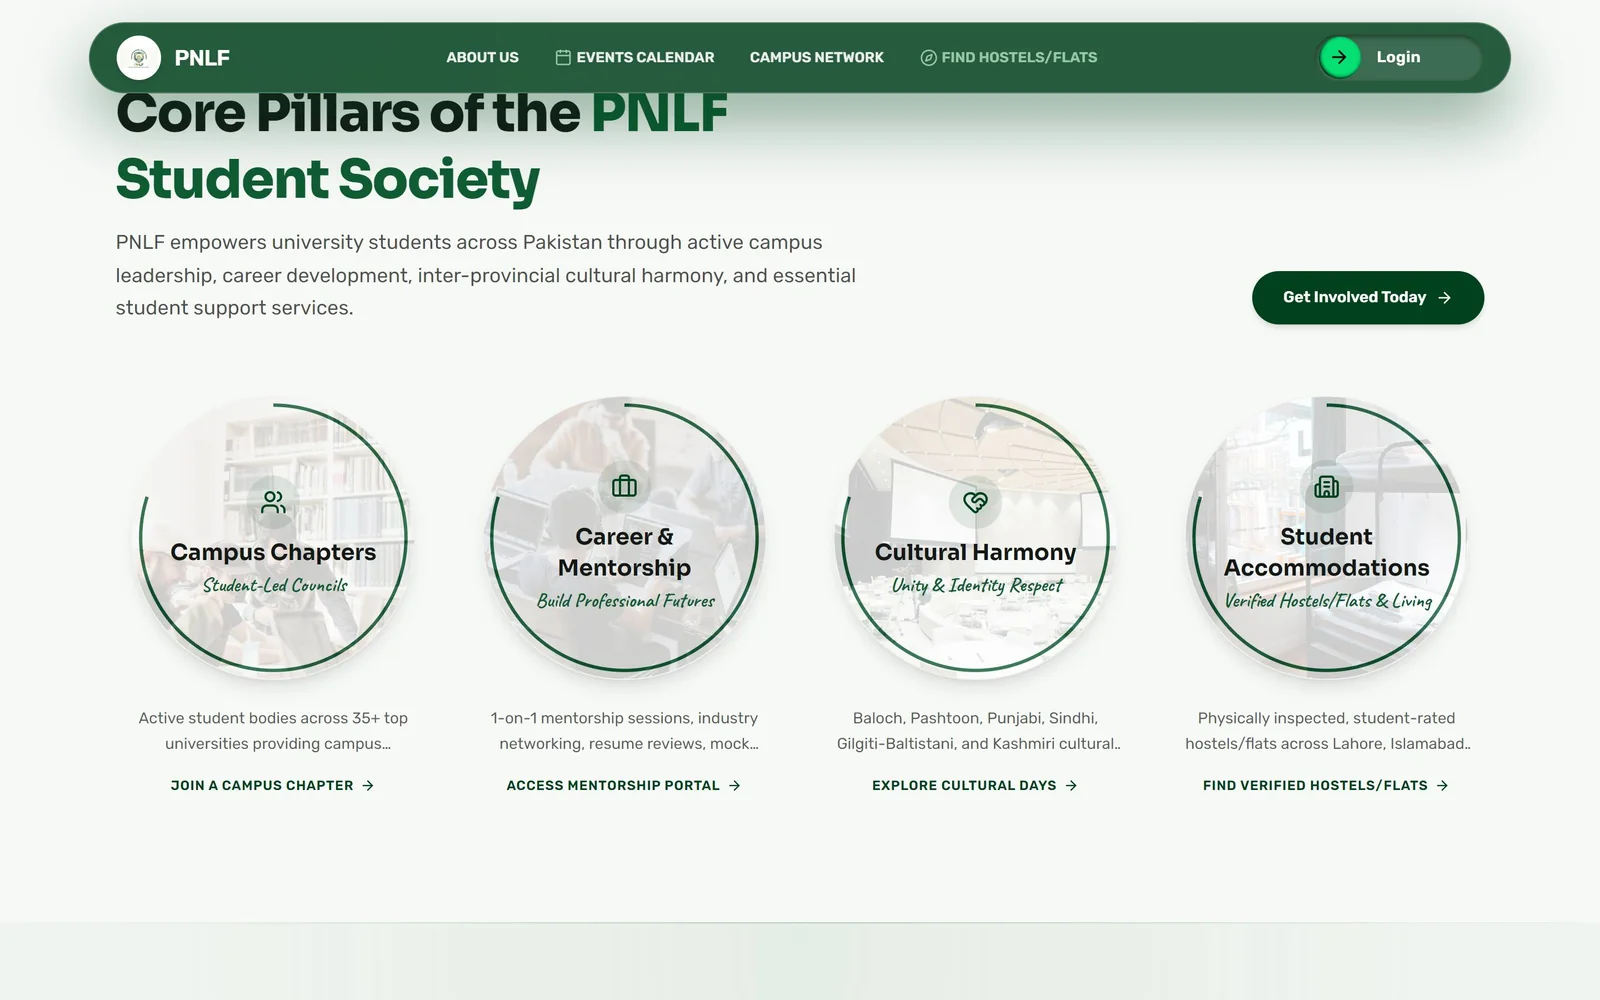 PNLF
ABOUT US
EVENTS CALENDAR
CAMPUS NETWORK
FIND HOSTELS/FLATS
Login
Core Pillars of the PNLF
Student Society
PNLF empowers university students across Pakistan through active campus
leadership, career development, inter-provincial cultural harmony, and essential
student support services.
Get Involved Today
Campus Chapters
Student-Led Councils
Active student bodies across 35+ top
universities providing campus…
JOIN A CAMPUS CHAPTER
Career &
Mentorship
Build Professional Futures
1-on-1 mentorship sessions, industry
networking, resume reviews, mock…
ACCESS MENTORSHIP PORTAL
Cultural Harmony
Unity & Identity Respect
Baloch, Pashtoon, Punjabi, Sindhi,
Gilgiti-Baltistani, and Kashmiri cultural…
EXPLORE CULTURAL DAYS
Student
Accommodations
Verified Hostels/Flats & Living
Physically inspected, student-rated
hostels/flats across Lahore, Islamabad…
FIND VERIFIED HOSTELS/FLATS